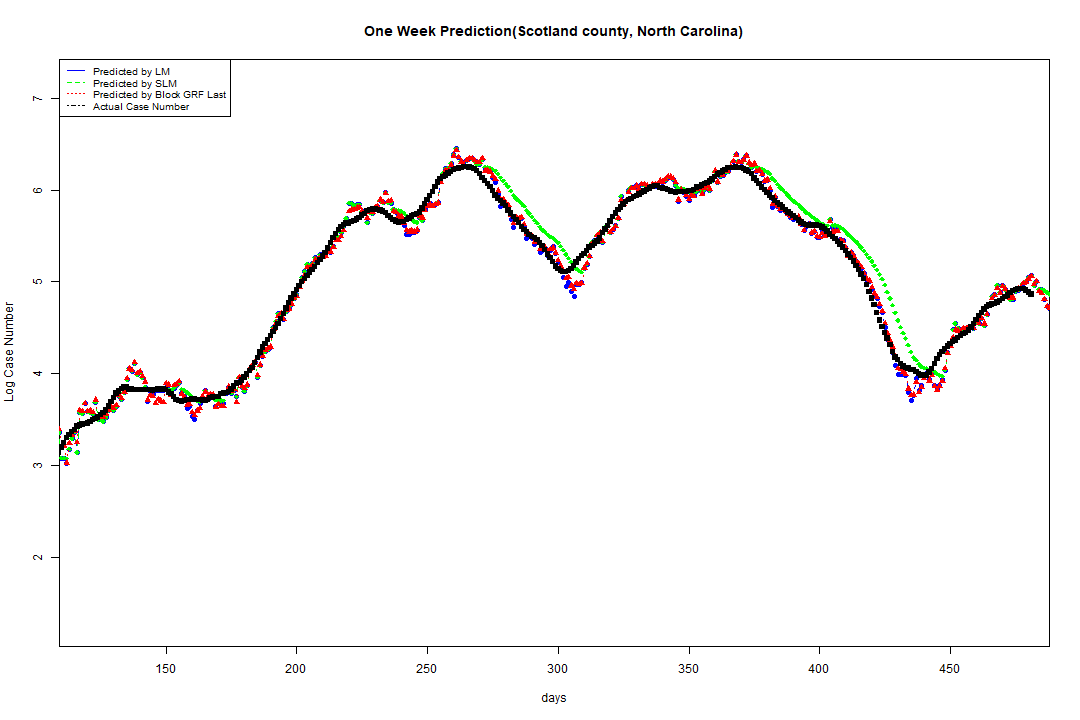 One Week Prediction(Scotland county, North Carolina)
Predicted by LM
Predicted by SLM
Predicted by Block GRF Last
Actual Case Number
7
6
5
4
3
2
Log Case Number
150 200 250 300 350 400 450
days